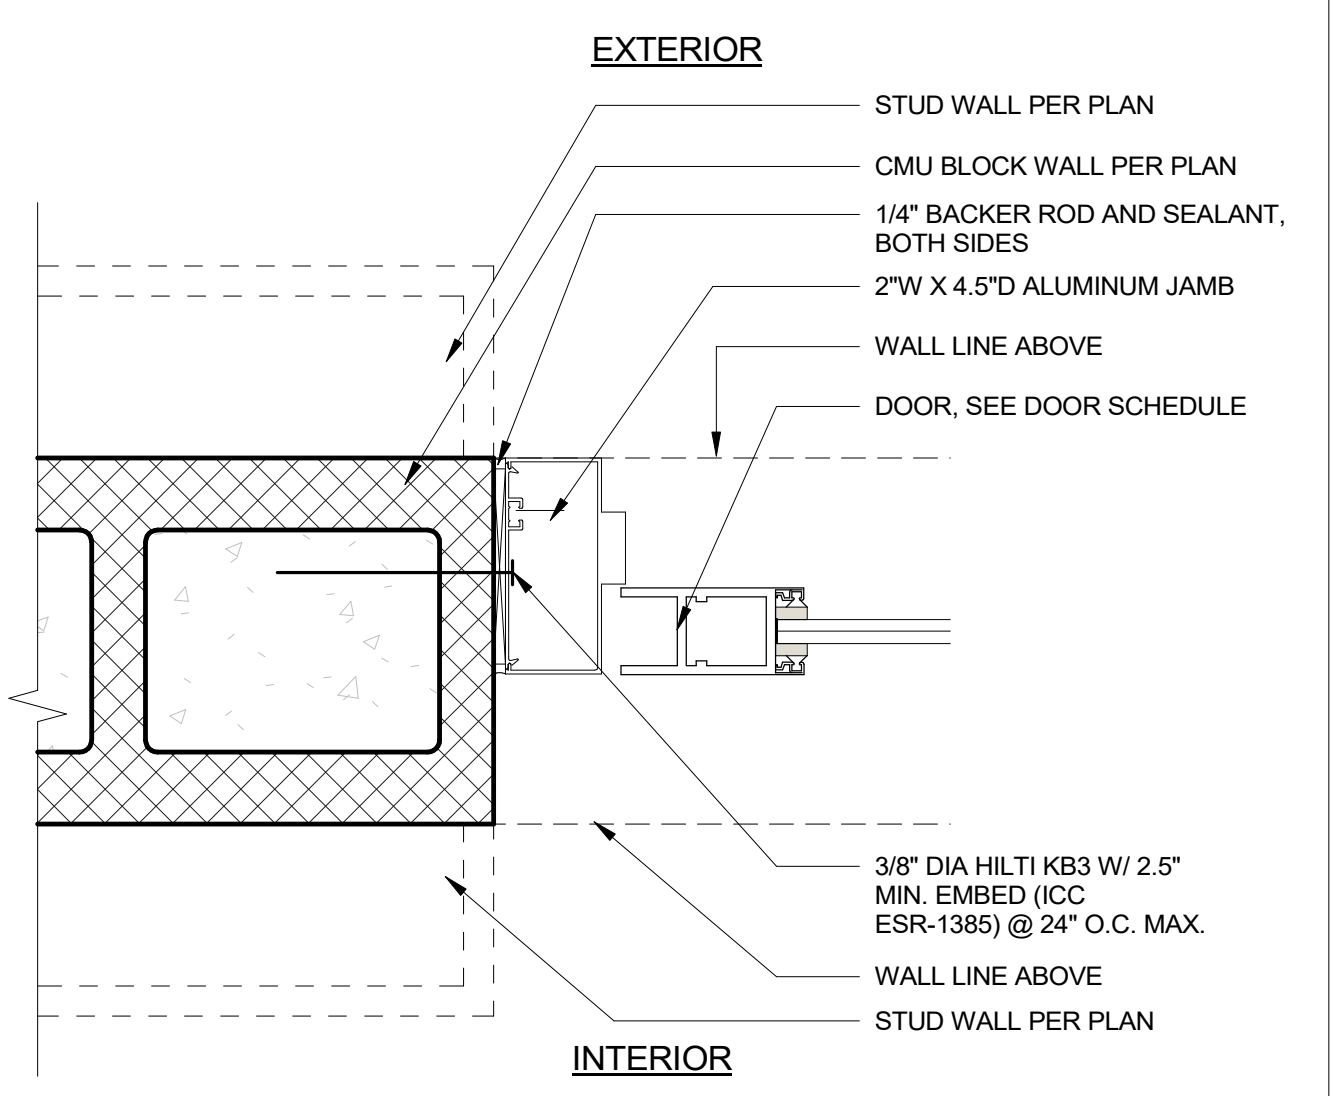 EXTERIOR
STUD WALL PER PLAN
CMU BLOCK WALL PER PLAN
1/4" BACKER ROD AND SEALANT,
BOTH SIDES
2"W X 4.5"D ALUMINUM JAMB
WALL LINE ABOVE
DOOR, SEE DOOR SCHEDULE
3/8" DIA HILTI KB3 W/ 2.5"
MIN. EMBED (ICC
ESR-1385) @ 24" O.C. MAX.
WALL LINE ABOVE
STUD WALL PER PLAN
INTERIOR